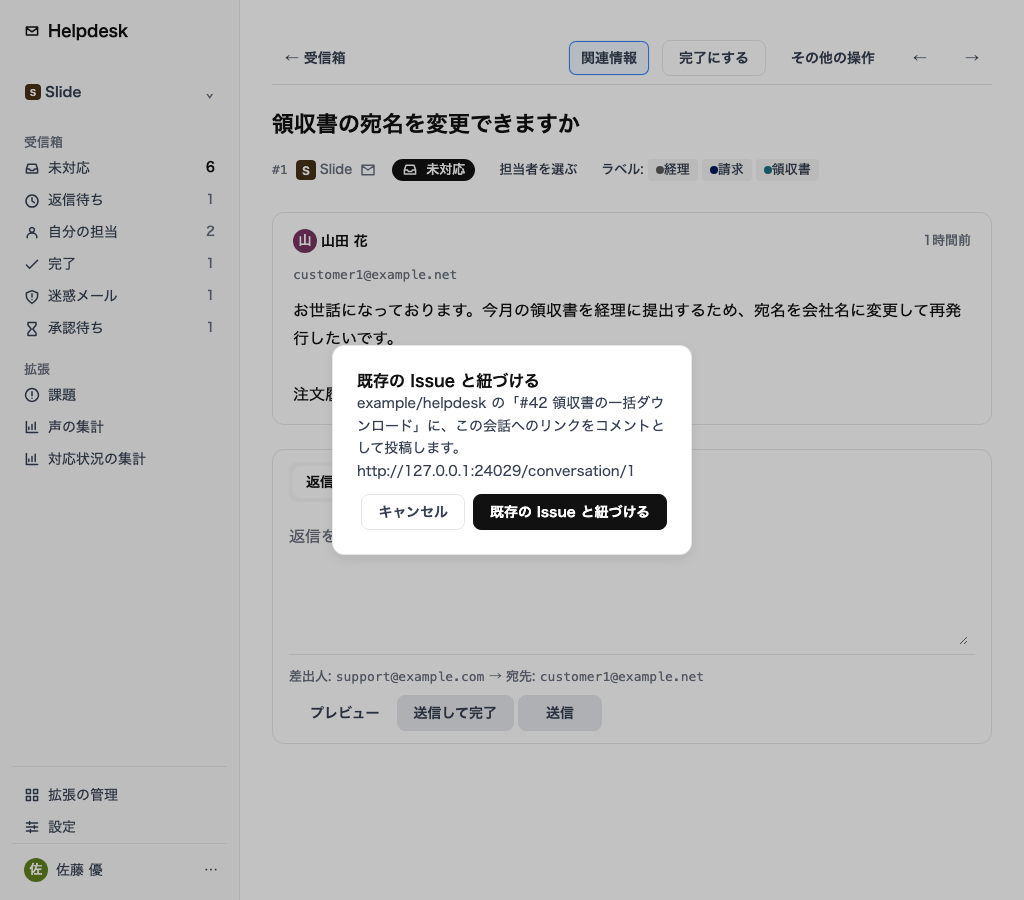 Helpdesk
S Slide
受信箱
未対応 6
返信待ち 1
自分の担当 2
完了 1
迷惑メール 1
承認待ち 1
拡張
課題
声の集計
対応状況の集計
拡張の管理
設定
佐 佐藤 優 ...
← 受信箱 関連情報 完了にする その他の操作 ← →
領収書の宛名を変更できますか
#1 S Slide 未対応 担当者を選ぶ ラベル: 経理 請求 領収書
山 山田 花 1時間前
customer1@example.net
お世話になっております。今月の領収書を経理に提出するため、宛名を会社名に変更して再発
行したいです。
注文
既存の Issue と紐づける
example/helpdesk の「#42 領収書の一括ダウ
ンロード」に、この会話へのリンクをコメントと
して投稿します。
http://127.0.0.1:24029/conversation/1
キャンセル 既存の Issue と紐づける
返信
返信を
差出人: support@example.com → 宛先: customer1@example.net
プレビュー 送信して完了 送信